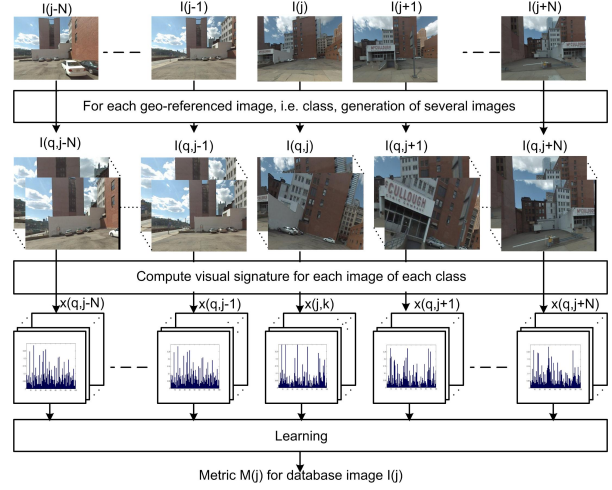 I(j-N) I(j-1) I(j) I(j+1) I(j+N)
For each geo-referenced image, i.e. class, generation of several images
I(q,j-N) I(q,j-1) I(q,j) I(q,j+1) I(q,j+N)
CULLOUGH
Compute visual signature for each image of each class
x(q,j-N) x(q,j-1) x(j,k) x(q,j+1) x(q,j+N)
Learning
Metric M(j) for database image I(j)